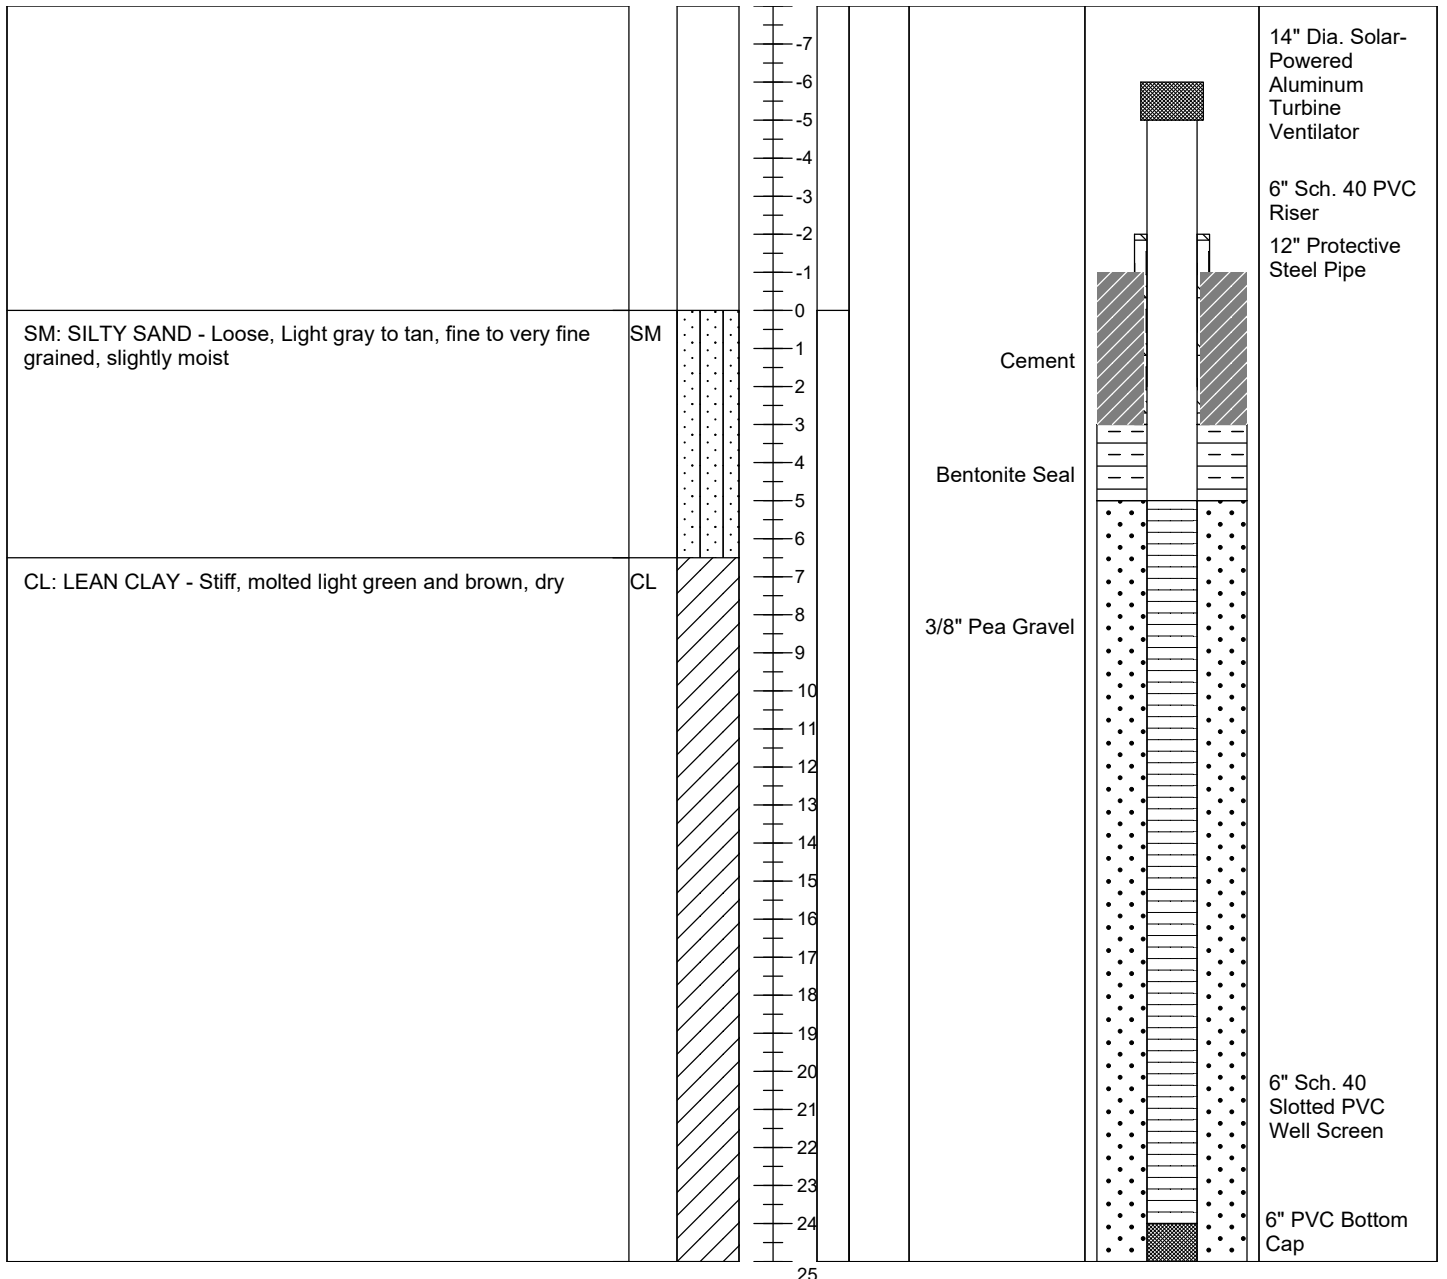 SM: SILTY SAND - Loose, Light gray to tan, fine to very fine
grained, slightly moist
SM
CL: LEAN CLAY - Stiff, molted light green and brown, dry
CL
-7
-6
-5
-4
-3
-2
-1
0
1
2
3
4
5
6
7
8
9
10
11
12
13
14
15
16
17
18
19
20
21
22
23
24
25
Cement
Bentonite Seal
3/8" Pea Gravel
14" Dia. Solar-
Powered
Aluminum
Turbine
Ventilator
6" Sch. 40 PVC
Riser
12" Protective
Steel Pipe
6" Sch. 40
Slotted PVC
Well Screen
6" PVC Bottom
Cap